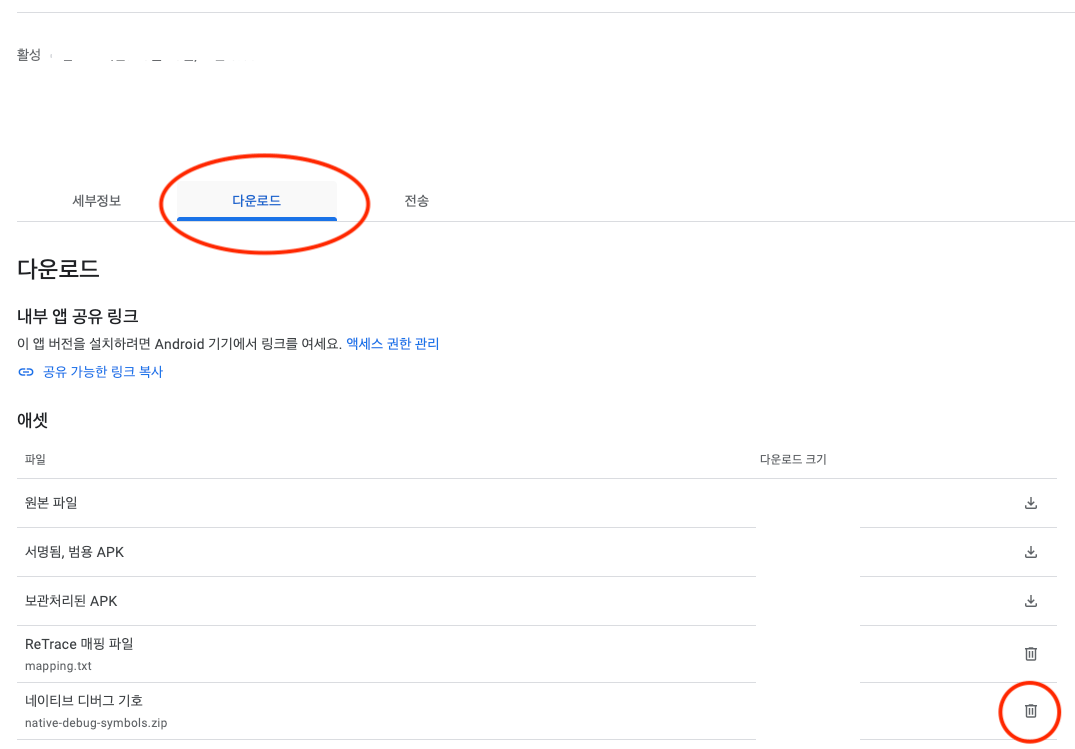 활성
세부정보 다운로드 전송
다운로드
내부 앱 공유 링크
이 앱 버전을 설치하려면 Android 기기에서 링크를 여세요. 액세스 권한 관리
공유 가능한 링크 복사
애셋
파일 다운로드 크기
원본 파일
서명됨, 범용 APK
보관처리된 APK
ReTrace 매핑 파일
mapping.txt
네이티브 디버그 기호
native-debug-symbols.zip